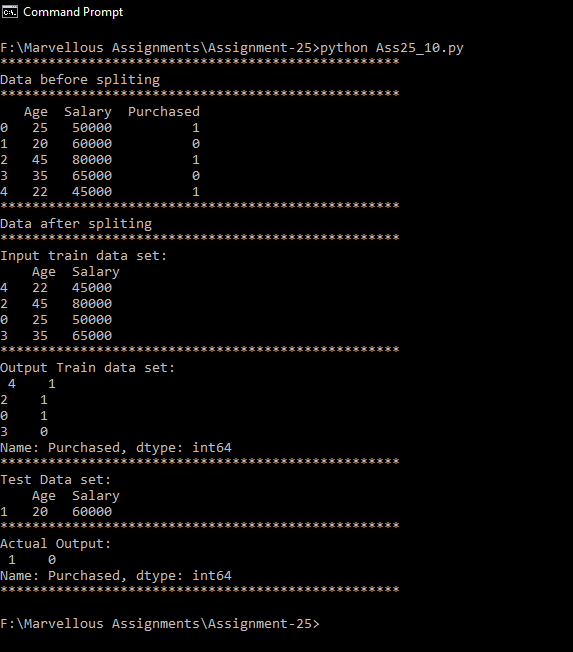 Command Prompt
F:\Marvellous Assignments\Assignment-25>python Ass25_10.py
**************************************************
Data before spliting
**************************************************
   Age  Salary  Purchased
0   25   50000          1
1   20   60000          0
2   45   80000          1
3   35   65000          0
4   22   45000          1
**************************************************
Data after spliting
**************************************************
Input train data set:
    Age  Salary
4   22   45000
2   45   80000
0   25   50000
3   35   65000
**************************************************
Output Train data set:
 4    1
2    1
0    1
3    0
Name: Purchased, dtype: int64
**************************************************
Test Data set:
    Age  Salary
1   20   60000
**************************************************
Actual Output:
 1    0
Name: Purchased, dtype: int64
**************************************************
F:\Marvellous Assignments\Assignment-25>